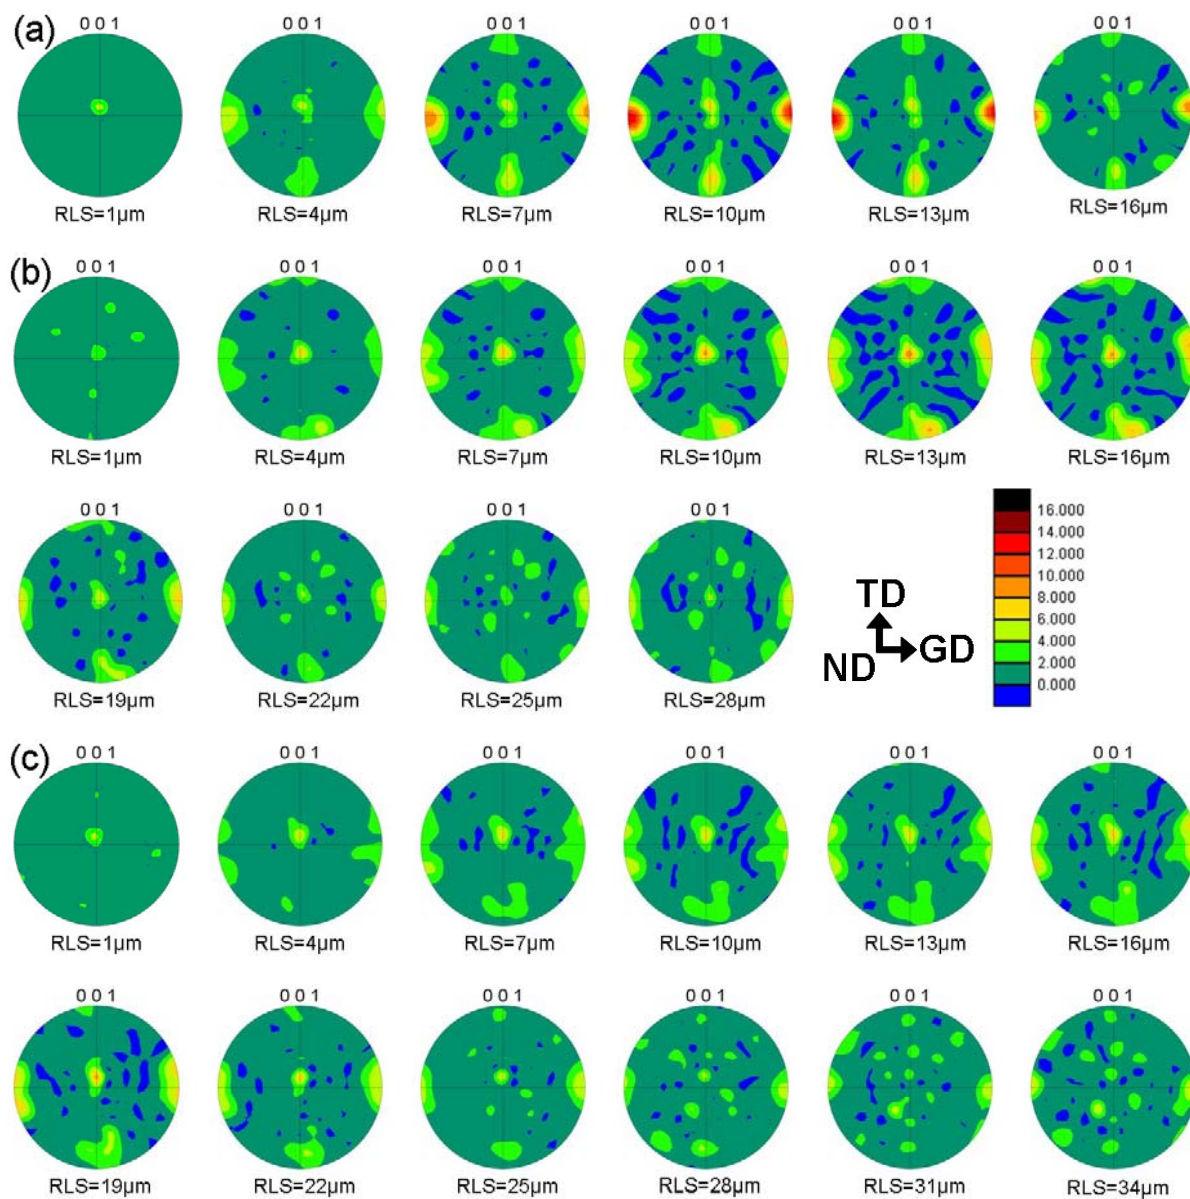 (a)
0 0 1 0 0 1 0 0 1 0 0 1 0 0 1 0 0 1
RLS=1μm RLS=4μm RLS=7μm RLS=10μm RLS=13μm RLS=16μm
(b)
0 0 1 0 0 1 0 0 1 0 0 1 0 0 1 0 0 1
RLS=1μm RLS=4μm RLS=7μm RLS=10μm RLS=13μm RLS=16μm
0 0 1 0 0 1 0 0 1 0 0 1
RLS=19μm RLS=22μm RLS=25μm RLS=28μm
TD
ND GD
16.000
14.000
12.000
10.000
8.000
6.000
4.000
2.000
0.000
(c)
0 0 1 0 0 1 0 0 1 0 0 1 0 0 1 0 0 1
RLS=1μm RLS=4μm RLS=7μm RLS=10μm RLS=13μm RLS=16μm
0 0 1 0 0 1 0 0 1 0 0 1 0 0 1 0 0 1
RLS=19μm RLS=22μm RLS=25μm RLS=28μm RLS=31μm RLS=34μm